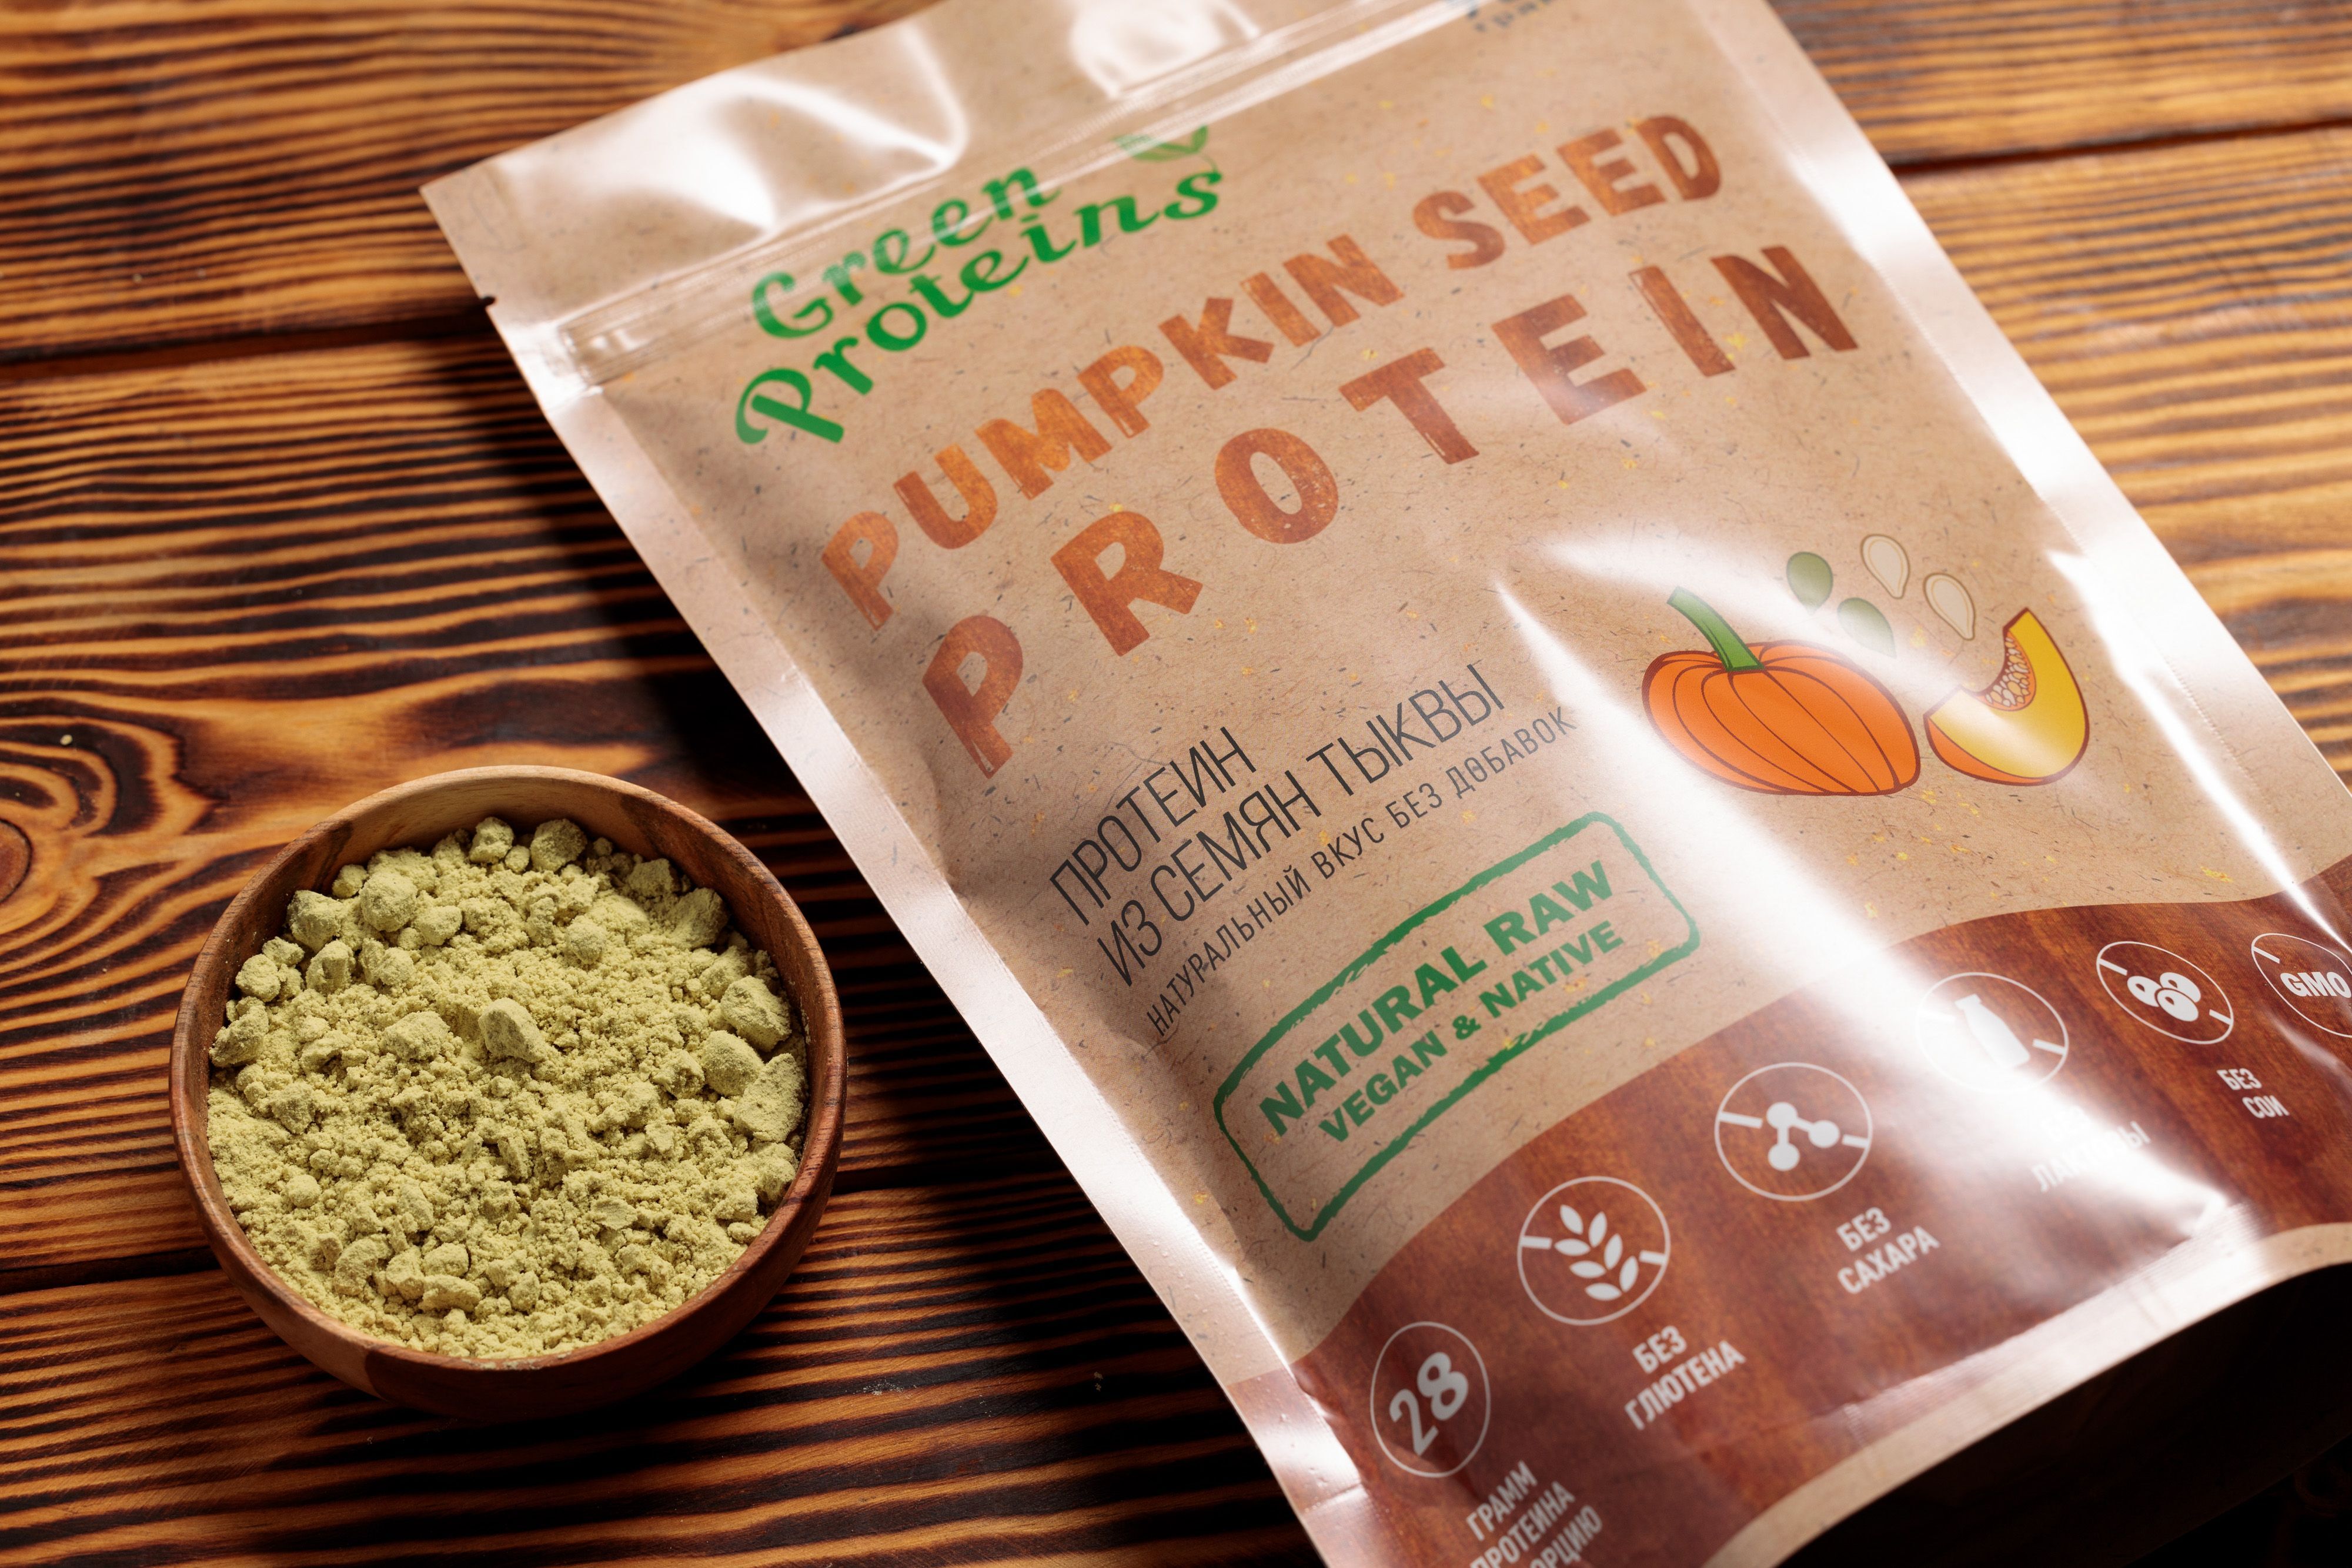 Green
Proteins
PUMPKIN SEED
PROTEIN
ПРОТЕИН
ИЗ СЕМЯН ТЫКВЫ
НАТУРАЛЬНЫЙ ВКУС БЕЗ ДОБАВОК
NATURAL RAW
VEGAN & NATIVE
28
ГРАММ
ПРОТЕИНА
БЕЗ
ГЛЮТЕНА
БЕЗ
САХАРА
БЕЗ
СОИ
GMO